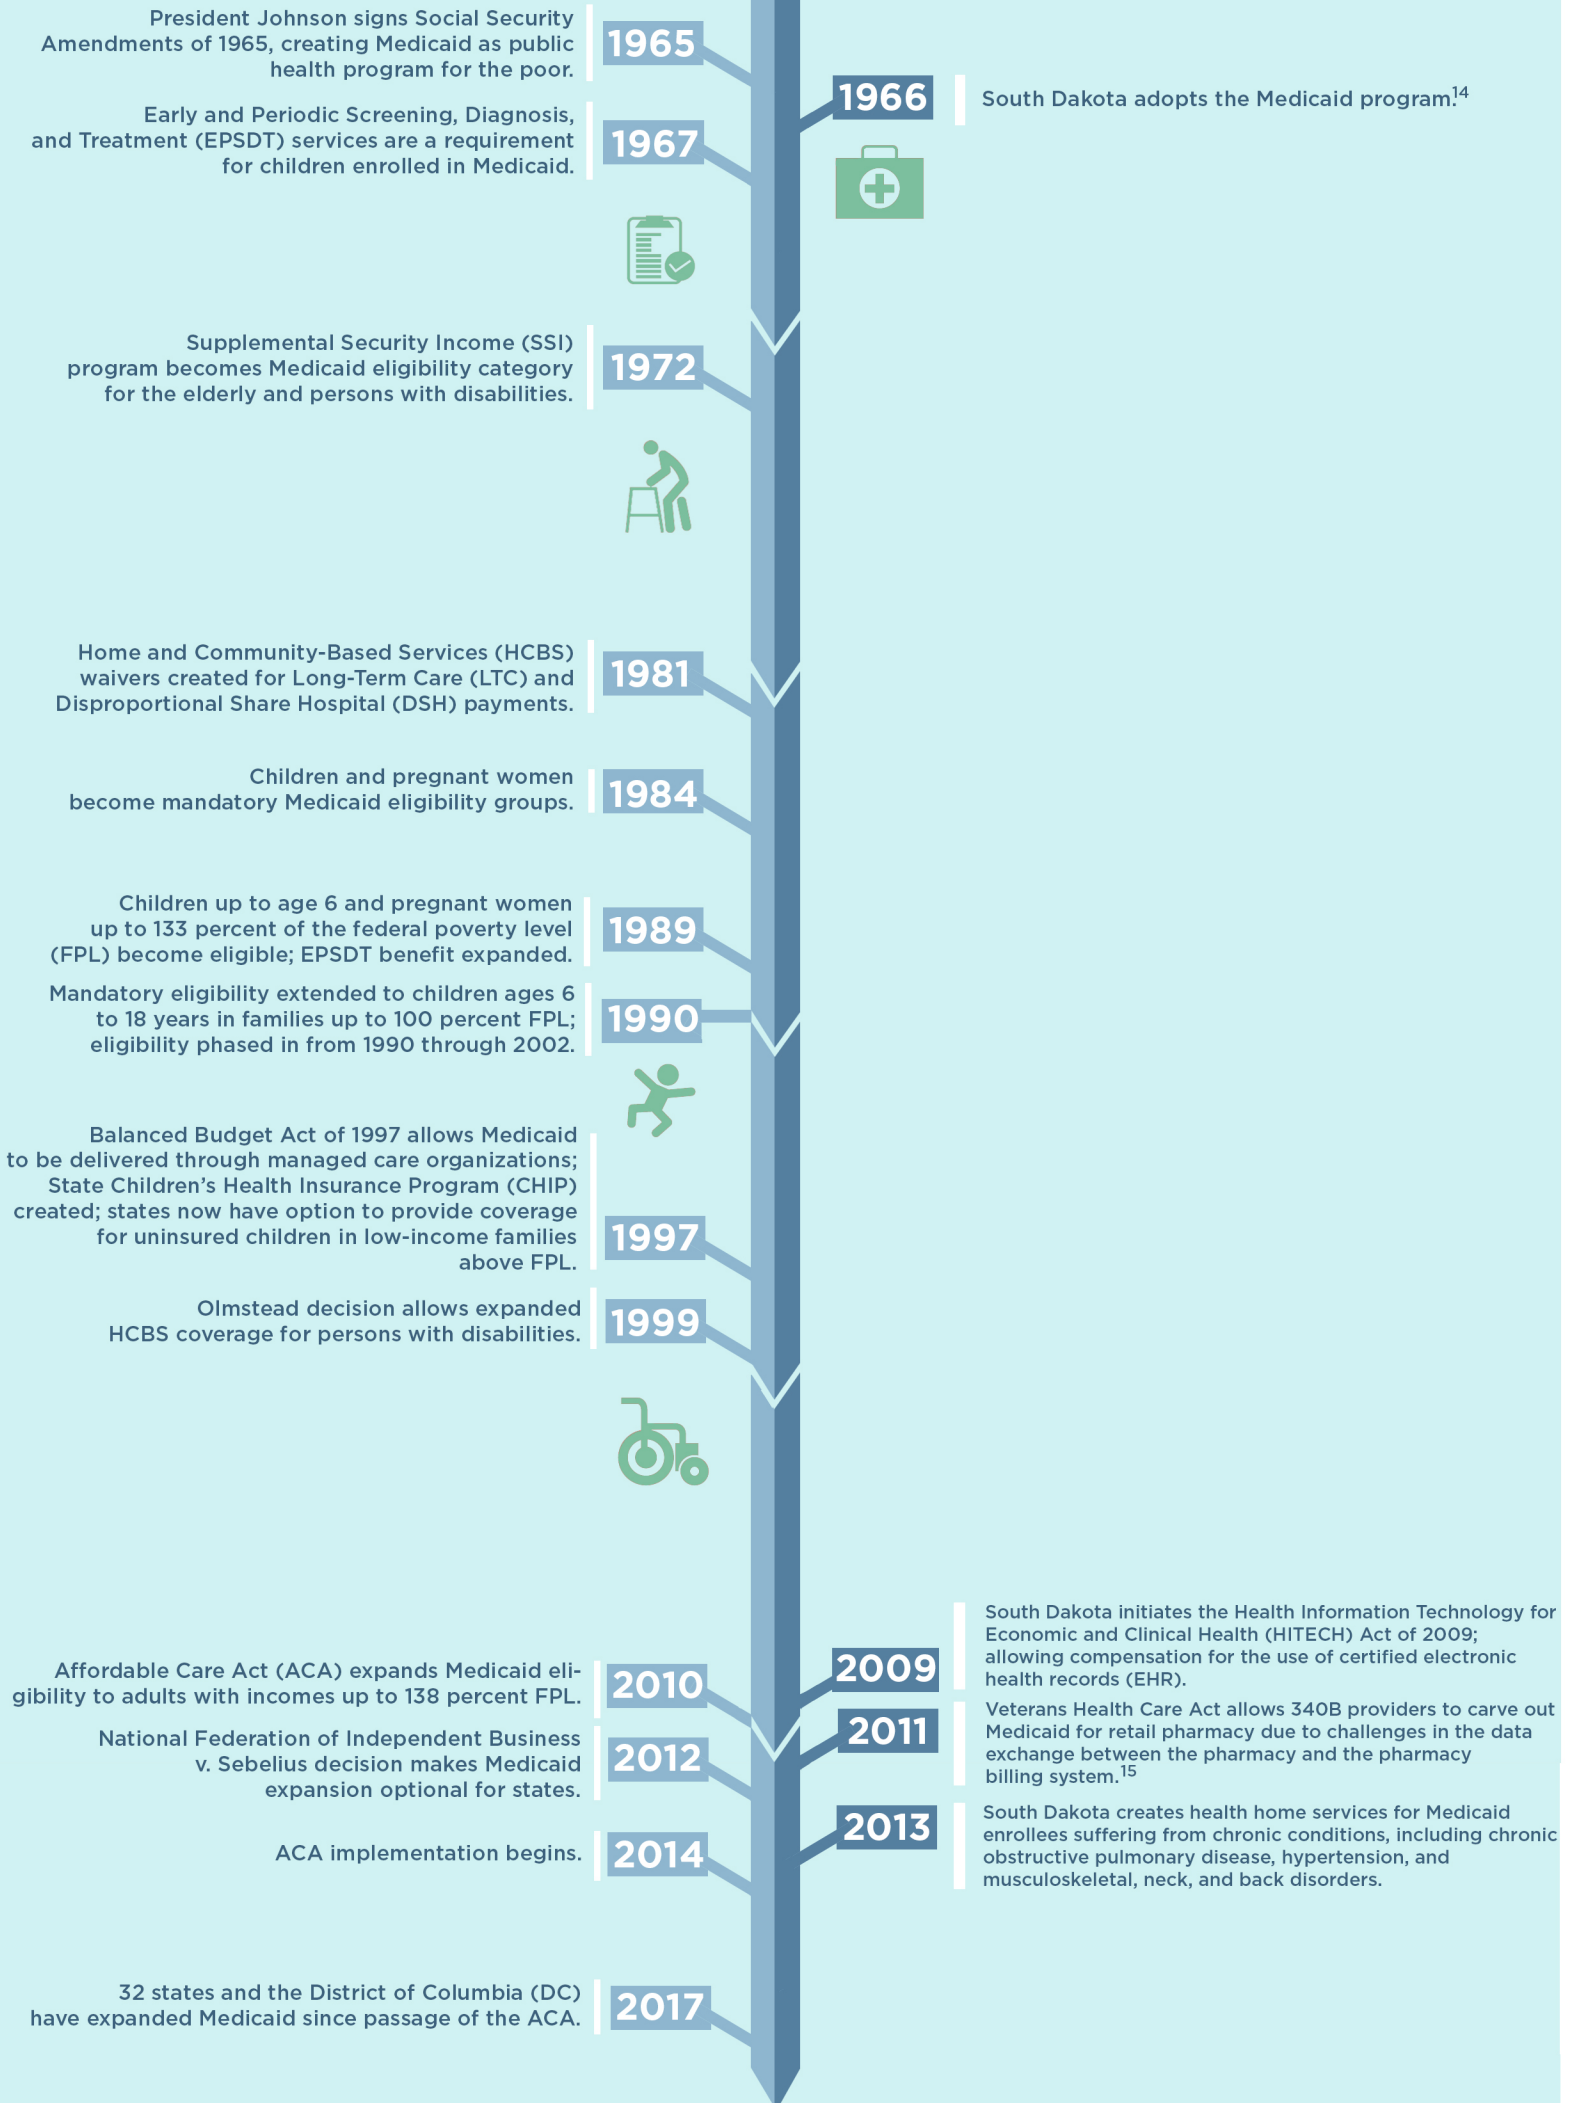 President Johnson signs Social Security
Amendments of 1965, creating Medicaid as public
health program for the poor.
1965
1966
South Dakota adopts the Medicaid program.14
Early and Periodic Screening, Diagnosis,
and Treatment (EPSDT) services are a requirement
for children enrolled in Medicaid.
1967
Supplemental Security Income (SSI)
program becomes Medicaid eligibility category
for the elderly and persons with disabilities.
1972
Home and Community-Based Services (HCBS)
waivers created for Long-Term Care (LTC) and
Disproportional Share Hospital (DSH) payments.
1981
Children and pregnant women
become mandatory Medicaid eligibility groups.
1984
Children up to age 6 and pregnant women
up to 133 percent of the federal poverty level
(FPL) become eligible; EPSDT benefit expanded.
1989
Mandatory eligibility extended to children ages 6
to 18 years in families up to 100 percent FPL;
eligibility phased in from 1990 through 2002.
1990
Balanced Budget Act of 1997 allows Medicaid
to be delivered through managed care organizations;
State Children’s Health Insurance Program (CHIP)
created; states now have option to provide coverage
for uninsured children in low-income families
above FPL.
1997
Olmstead decision allows expanded
HCBS coverage for persons with disabilities.
1999
2009
South Dakota initiates the Health Information Technology for
Economic and Clinical Health (HITECH) Act of 2009;
allowing compensation for the use of certified electronic
health records (EHR).
Affordable Care Act (ACA) expands Medicaid eli-
gibility to adults with incomes up to 138 percent FPL.
2010
2011
Veterans Health Care Act allows 340B providers to carve out
Medicaid for retail pharmacy due to challenges in the data
exchange between the pharmacy and the pharmacy
billing system.15
National Federation of Independent Business
v. Sebelius decision makes Medicaid
expansion optional for states.
2012
2013
South Dakota creates health home services for Medicaid
enrollees suffering from chronic conditions, including chronic
obstructive pulmonary disease, hypertension, and
musculoskeletal, neck, and back disorders.
ACA implementation begins.
2014
32 states and the District of Columbia (DC)
have expanded Medicaid since passage of the ACA.
2017